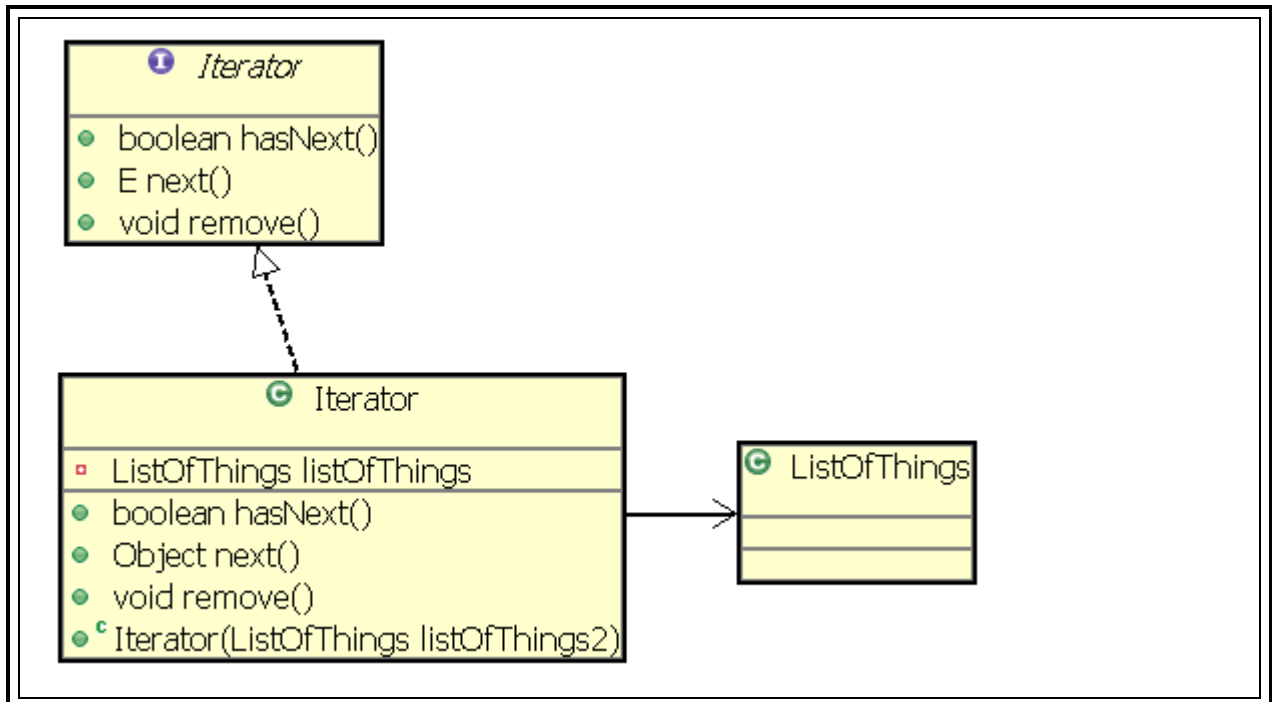 I Iterator
boolean hasNext()
E next()
void remove()
C Iterator
ListOfThings listOfThings
boolean hasNext()
Object next()
void remove()
c Iterator(ListOfThings listOfThings2)
C ListOfThings